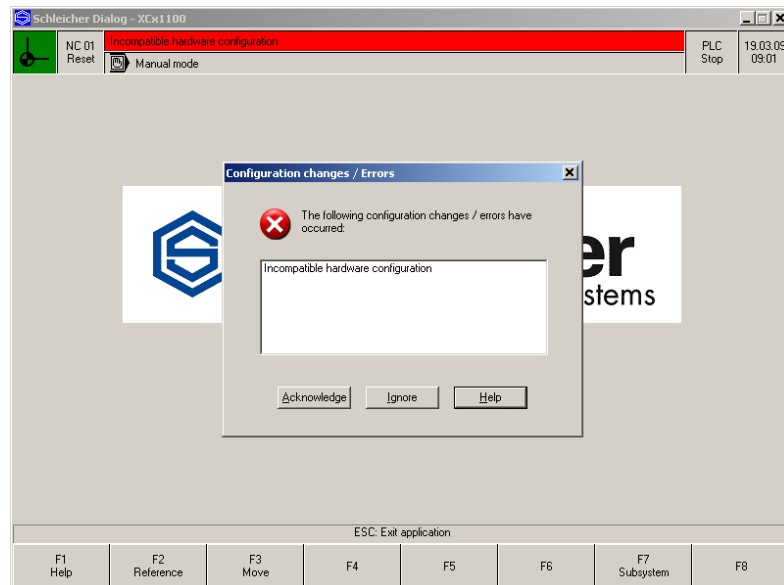 Schleicher Dialog - XCx1100
NC 01
Reset
Incompatible hardware configuration
Manual mode
PLC
Stop
19.03.09
09:01
Configuration changes / Errors
The following configuration changes / errors have
occurred:
Incompatible hardware configuration
er
stems
Acknowledge Ignore Help
ESC: Exit application
F1
Help
F2
Reference
F3
Move
F4
F5
F6
F7
Subsystem
F8